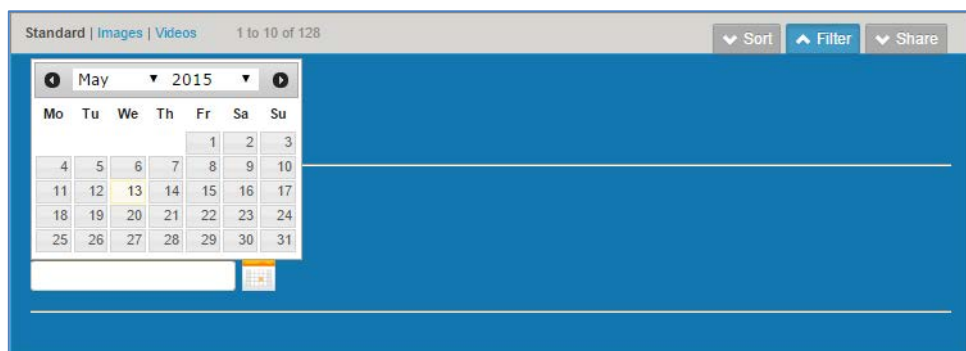 Standard | Images | Videos 1 to 10 of 128 Sort Filter Share
May 2015
Mo Tu We Th Fr Sa Su
1 2 3
4 5 6 7 8 9 10
11 12 13 14 15 16 17
18 19 20 21 22 23 24
25 26 27 28 29 30 31